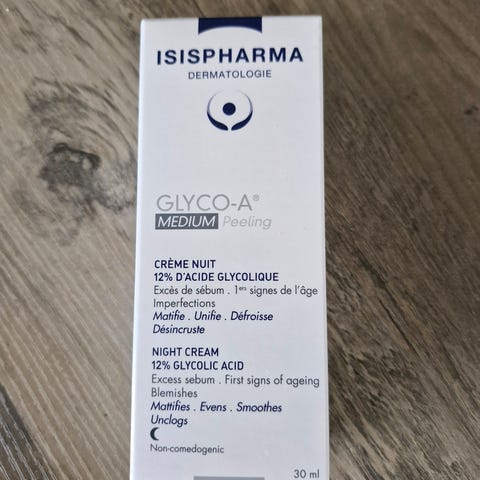 ISISPHARMA
DERMATOLOGIE
GLYCO-A®
MEDIUM Peeling
CRÈME NUIT
12% D'ACIDE GLYCOLIQUE
Excès de sébum . 1ers signes de l'âge
Imperfections
Matifie . Unifie . Défroisse
Désincruste
NIGHT CREAM
12% GLYCOLIC ACID
Excess sebum . First signs of ageing
Blemishes
Mattifies . Evens . Smoothes
Unclogs
Non-comedogenic
30 ml